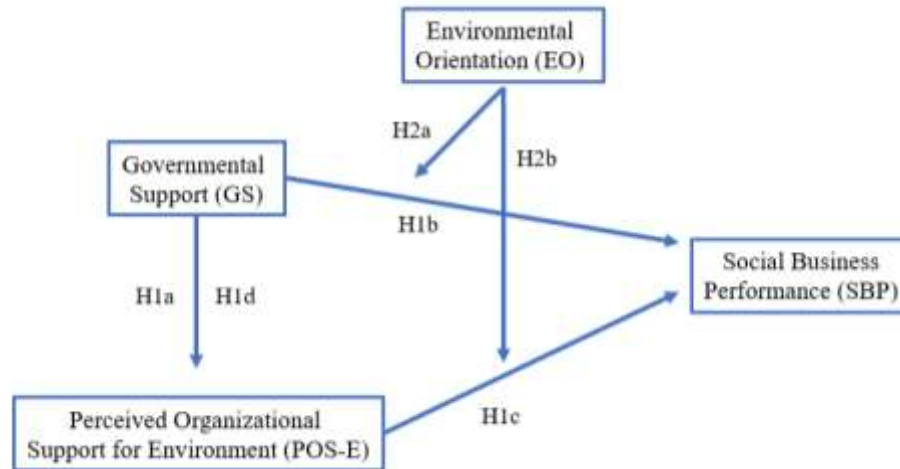 Environmental
Orientation (EO)
H2a
H2b
Governmental
Support (GS)
H1b
Social Business
Performance (SBP)
H1a
H1d
Perceived Organizational
Support for Environment (POS-E)
H1c